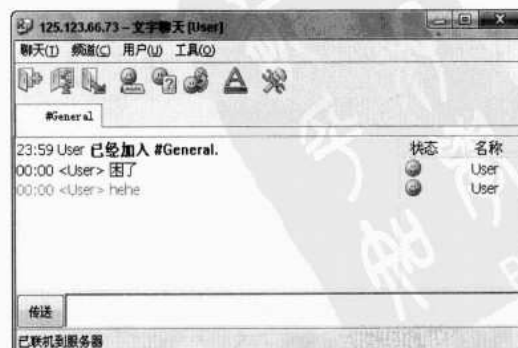 125.123.66.73 – 文字聊天 [User]
聊天(T) 频道(C) 用户(U) 工具(O)
#General
23:59 User 已经加入 #General.
00:00 <User> 困了
00:00 <User> hehe
状态 名称
User
User
传送
已联机到服务器